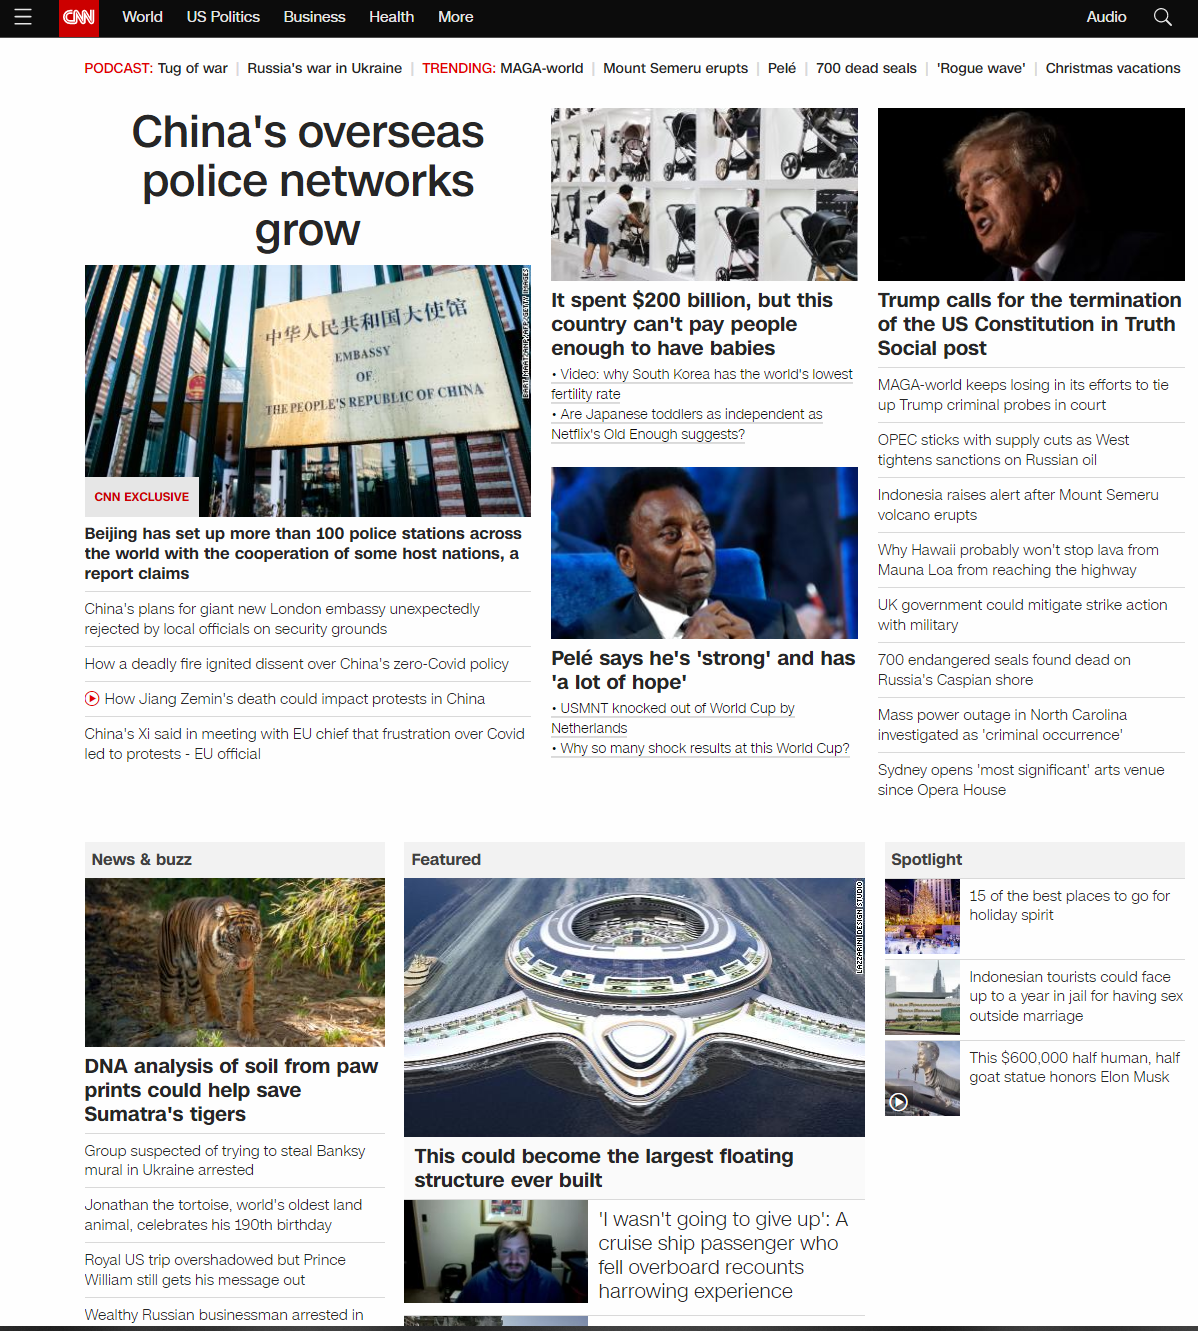 CNN World US Politics Business Health More Audio
PODCAST: Tug of war | Russia's war in Ukraine | TRENDING: MAGA-world | Mount Semeru erupts | Pelé | 700 dead seals | 'Rogue wave' | Christmas vacations
China's overseas
police networks
grow
中华人民共和国大使馆
EMBASSY
OF
THE PEOPLE'S REPUBLIC OF CHINA
BART MAAT/ANP/AFP/GETTY IMAGES
CNN EXCLUSIVE
Beijing has set up more than 100 police stations across
the world with the cooperation of some host nations, a
report claims
China's plans for giant new London embassy unexpectedly
rejected by local officials on security grounds
How a deadly fire ignited dissent over China's zero-Covid policy
How Jiang Zemin's death could impact protests in China
China's Xi said in meeting with EU chief that frustration over Covid
led to protests - EU official
It spent $200 billion, but this
country can't pay people
enough to have babies
• Video: why South Korea has the world's lowest
fertility rate
• Are Japanese toddlers as independent as
Netflix's Old Enough suggests?
Pelé says he's 'strong' and has
'a lot of hope'
• USMNT knocked out of World Cup by
Netherlands
• Why so many shock results at this World Cup?
Trump calls for the termination
of the US Constitution in Truth
Social post
MAGA-world keeps losing in its efforts to tie
up Trump criminal probes in court
OPEC sticks with supply cuts as West
tightens sanctions on Russian oil
Indonesia raises alert after Mount Semeru
volcano erupts
Why Hawaii probably won't stop lava from
Mauna Loa from reaching the highway
UK government could mitigate strike action
with military
700 endangered seals found dead on
Russia's Caspian shore
Mass power outage in North Carolina
investigated as 'criminal occurrence'
Sydney opens 'most significant' arts venue
since Opera House
News & buzz
DNA analysis of soil from paw
prints could help save
Sumatra's tigers
Group suspected of trying to steal Banksy
mural in Ukraine arrested
Jonathan the tortoise, world's oldest land
animal, celebrates his 190th birthday
Royal US trip overshadowed but Prince
William still gets his message out
Wealthy Russian businessman arrested in
Featured
LAZZARINI DESIGN STUDIO
This could become the largest floating
structure ever built
'I wasn't going to give up': A
cruise ship passenger who
fell overboard recounts
harrowing experience
Spotlight
15 of the best places to go for
holiday spirit
Indonesian tourists could face
up to a year in jail for having sex
outside marriage
This $600,000 half human, half
goat statue honors Elon Musk